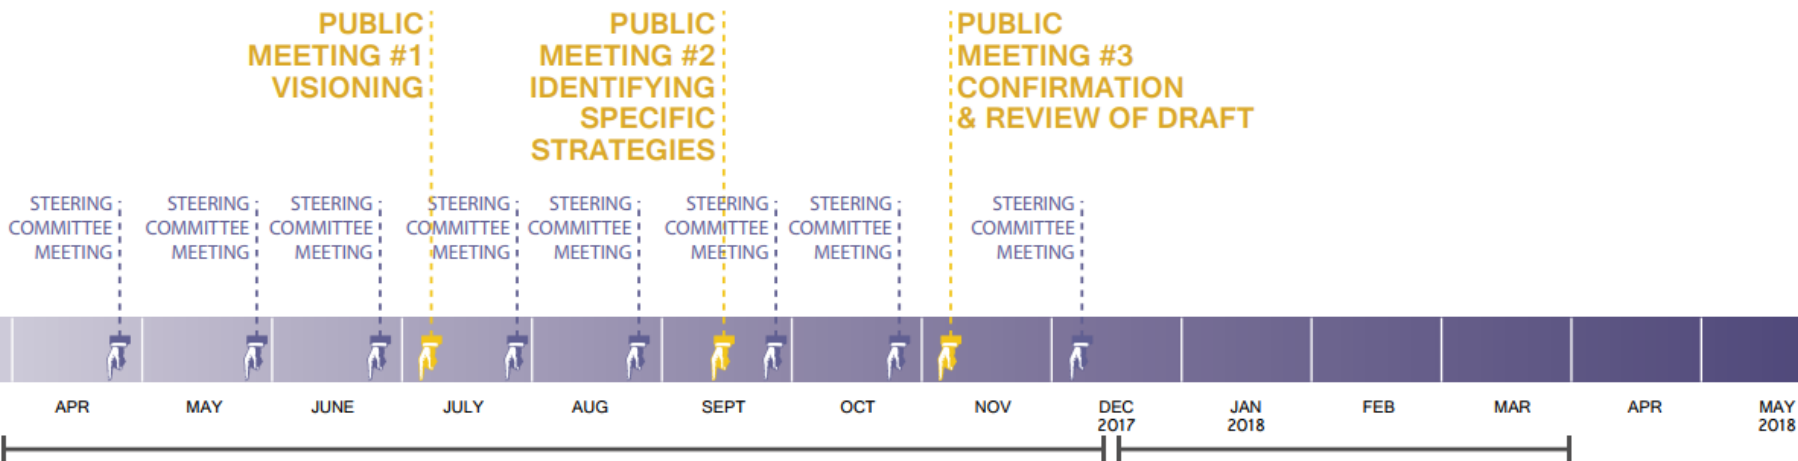 PUBLIC
MEETING #1
VISIONING
PUBLIC
MEETING #2
IDENTIFYING
SPECIFIC
STRATEGIES
PUBLIC
MEETING #3
CONFIRMATION
& REVIEW OF DRAFT
STEERING
COMMITTEE
MEETING
STEERING
COMMITTEE
MEETING
STEERING
COMMITTEE
MEETING
STEERING
COMMITTEE
MEETING
STEERING
COMMITTEE
MEETING
STEERING
COMMITTEE
MEETING
STEERING
COMMITTEE
MEETING
STEERING
COMMITTEE
MEETING
APR
MAY
JUNE
JULY
AUG
SEPT
OCT
NOV
DEC
2017
JAN
2018
FEB
MAR
APR
MAY
2018